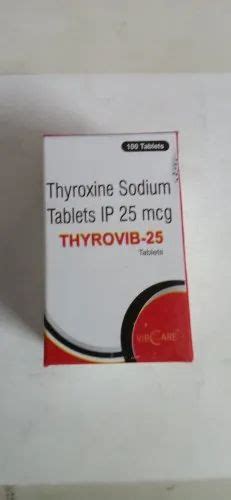 100 Tablets
Thyroxine Sodium
Tablets IP 25 mcg
THYROVIB-25
Tablets
VIBCARE